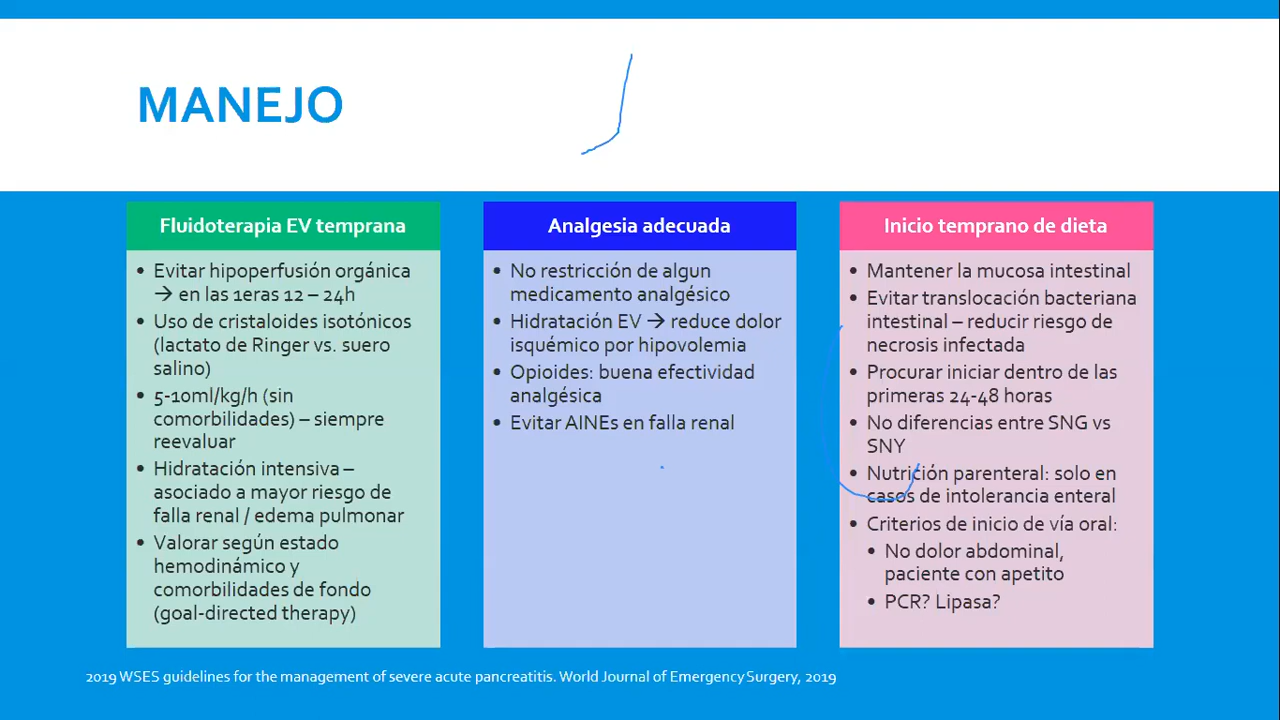 MANEJO
Fluidoterapia EV temprana
• Evitar hipoperfusión orgánica
→ en las 1eras 12 – 24h
• Uso de cristaloides isotónicos
(lactato de Ringer vs. suero
salino)
• 5-10ml/kg/h (sin
comorbilidades) – siempre
reevaluar
• Hidratación intensiva –
asociado a mayor riesgo de
falla renal / edema pulmonar
• Valorar según estado
hemodinámico y
comorbilidades de fondo
(goal-directed therapy)
Analgesia adecuada
• No restricción de algun
medicamento analgésico
• Hidratación EV → reduce dolor
isquémico por hipovolemia
• Opioides: buena efectividad
analgésica
• Evitar AINEs en falla renal
Inicio temprano de dieta
• Mantener la mucosa intestinal
• Evitar translocación bacteriana
intestinal – reducir riesgo de
necrosis infectada
• Procurar iniciar dentro de las
primeras 24-48 horas
• No diferencias entre SNG vs
SNY
• Nutrición parenteral: solo en
casos de intolerancia enteral
• Criterios de inicio de vía oral:
• No dolor abdominal,
paciente con apetito
• PCR? Lipasa?
2019 WSES guidelines for the management of severe acute pancreatitis. World Journal of Emergency Surgery, 2019